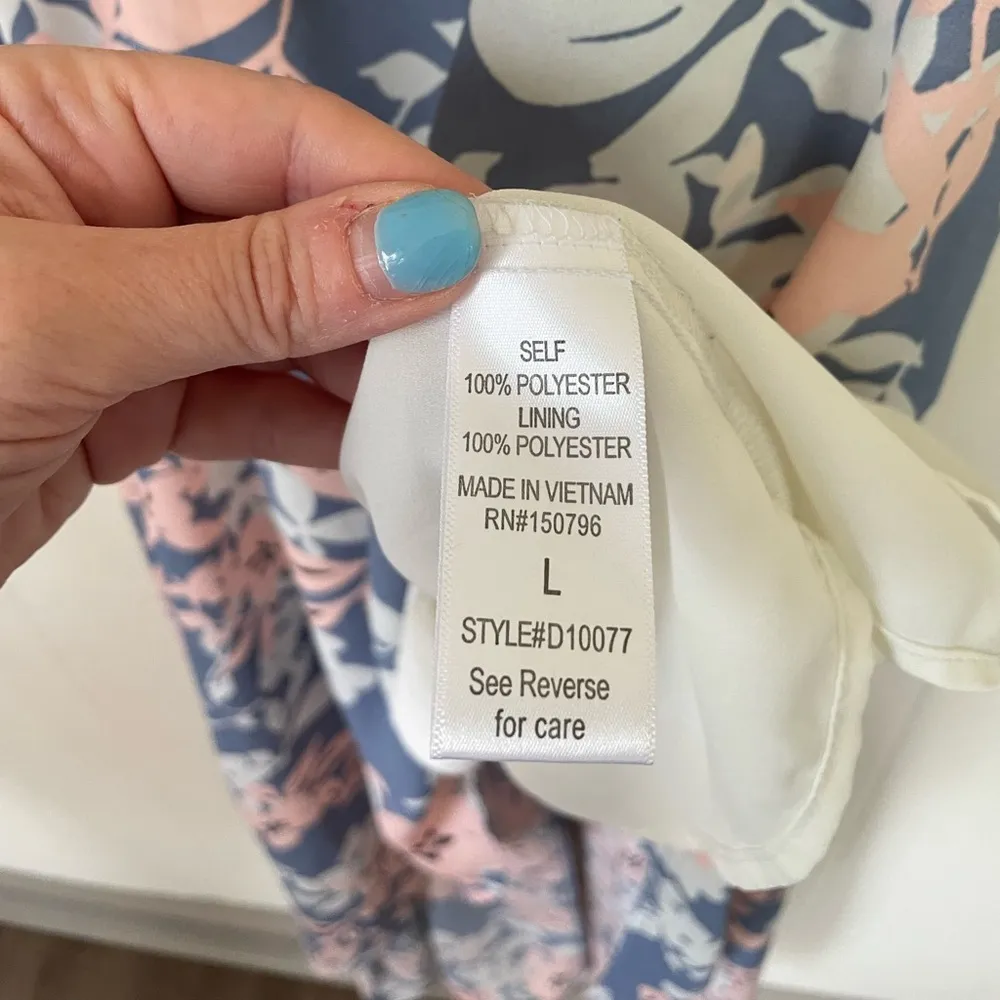 SELF
100% POLYESTER
LINING
100% POLYESTER
MADE IN VIETNAM
RN#150796
L
STYLE#D10077
See Reverse
for care